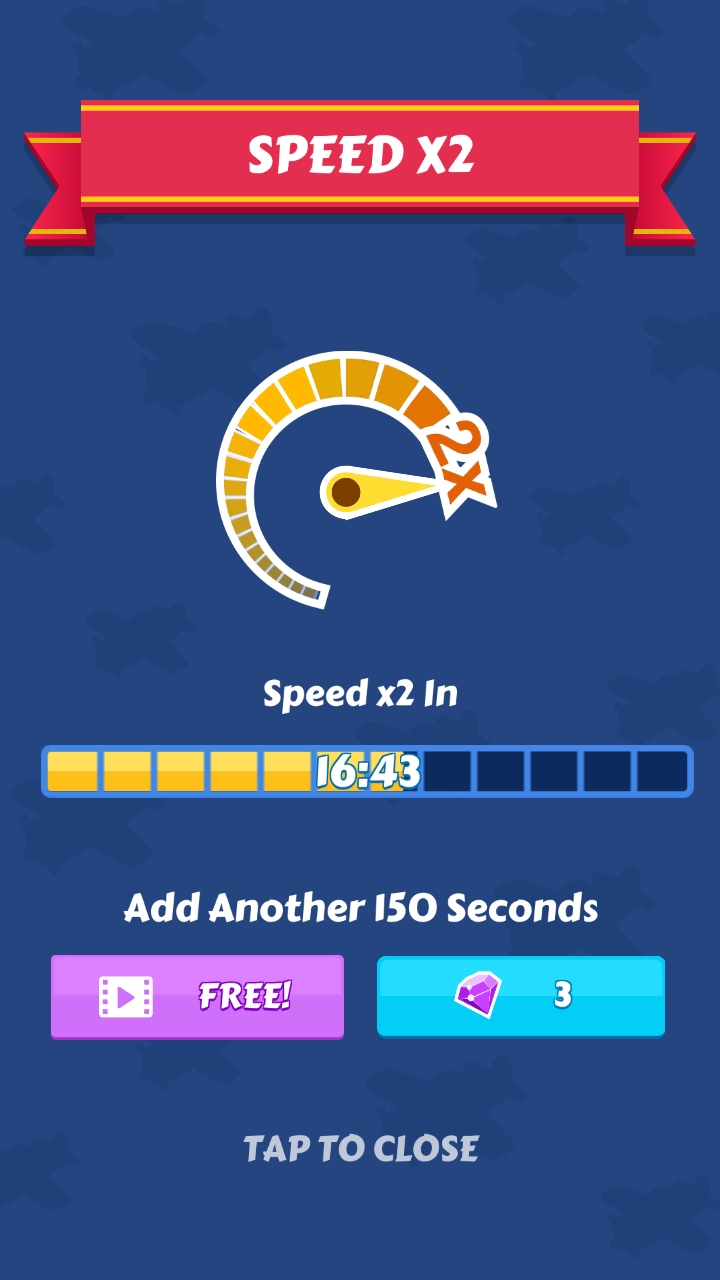 SPEED X2
2x
Speed x2 In
16:43
Add Another 150 Seconds
FREE!
3
TAP TO CLOSE